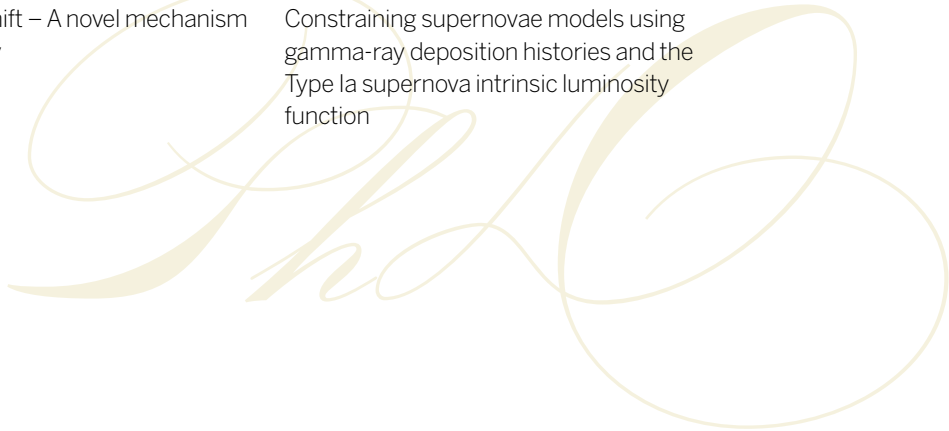 ift – A novel mechanism
Constraining supernovae models using
gamma-ray deposition histories and the
Type Ia supernova intrinsic luminosity
function
PhD